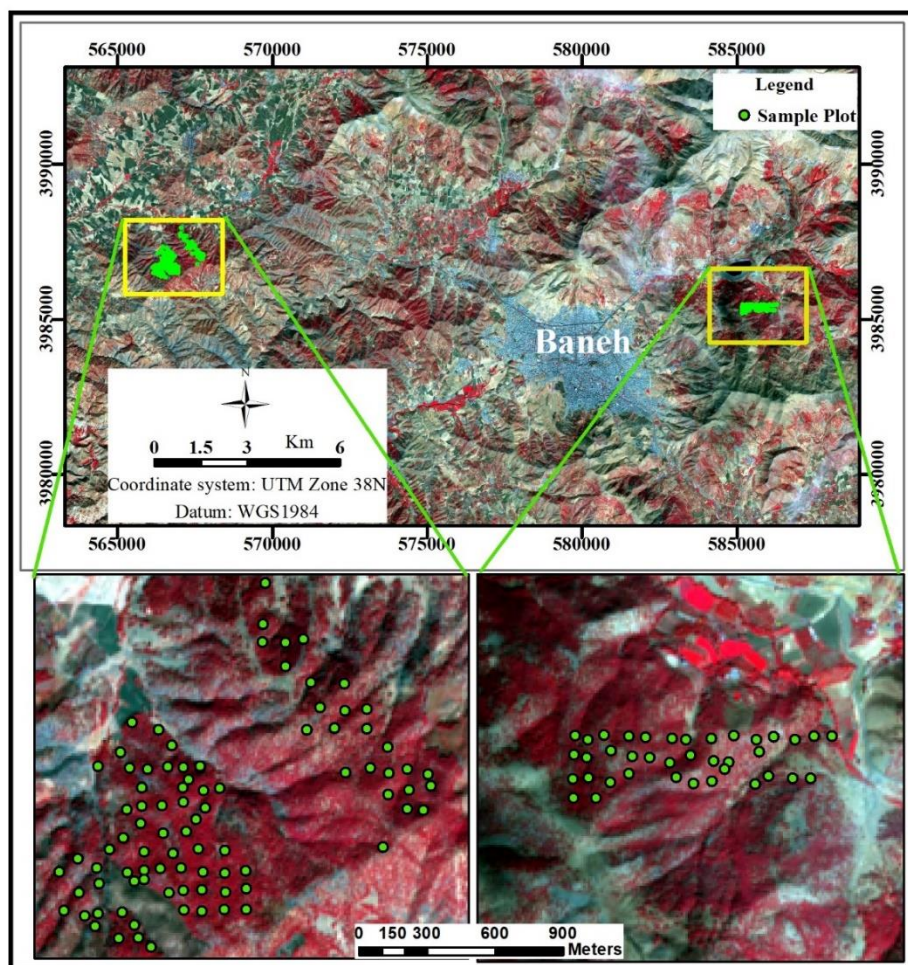 565000 570000 575000 580000 585000
Legend
Sample Plot
3990000 3990000
3985000 3985000
Baneh
N
0 1.5 3 Km 6
Coordinate system: UTM Zone 38N
Datum: WGS1984
3980000 3980000
565000 570000 575000 580000 585000
0 150 300 600 900
Meters